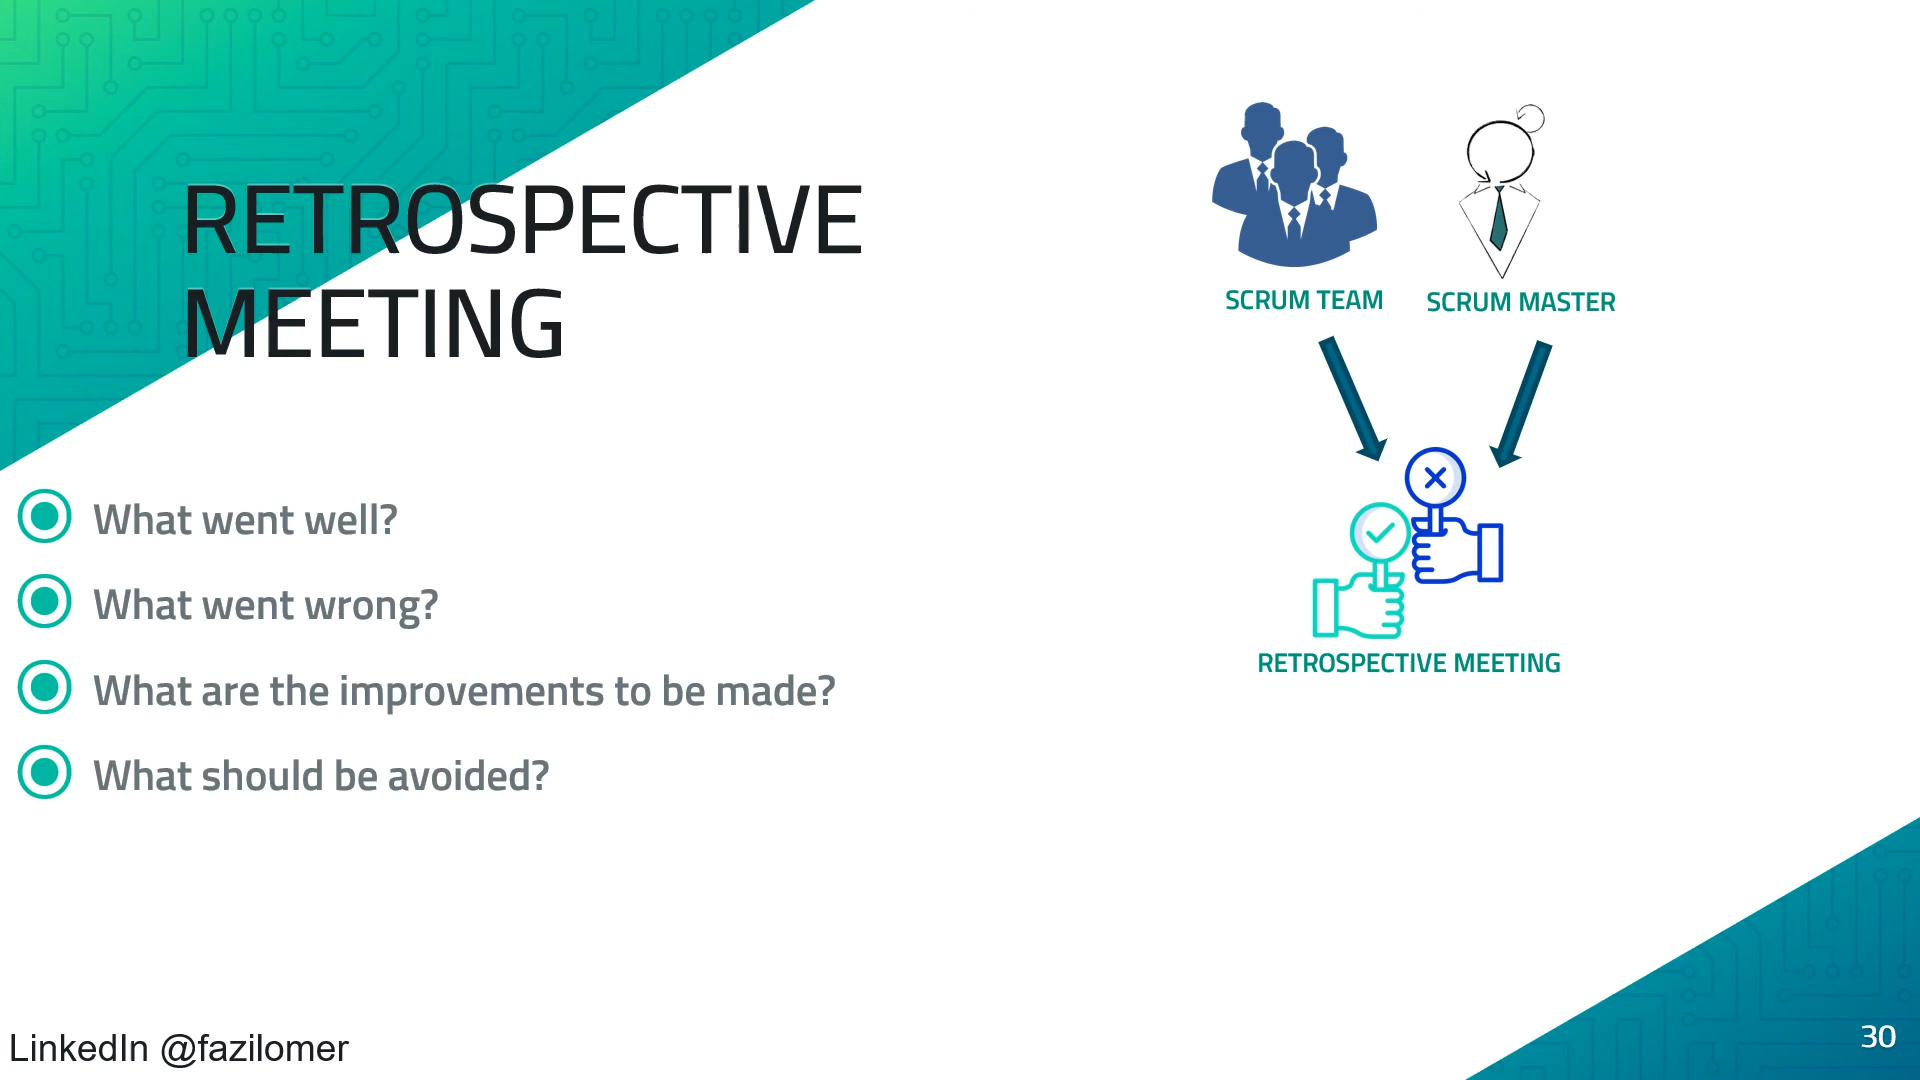 RETROSPECTIVE
MEETING
What went well?
What went wrong?
What are the improvements to be made?
What should be avoided?
SCRUM TEAM
SCRUM MASTER
RETROSPECTIVE MEETING
LinkedIn @fazilomer
30